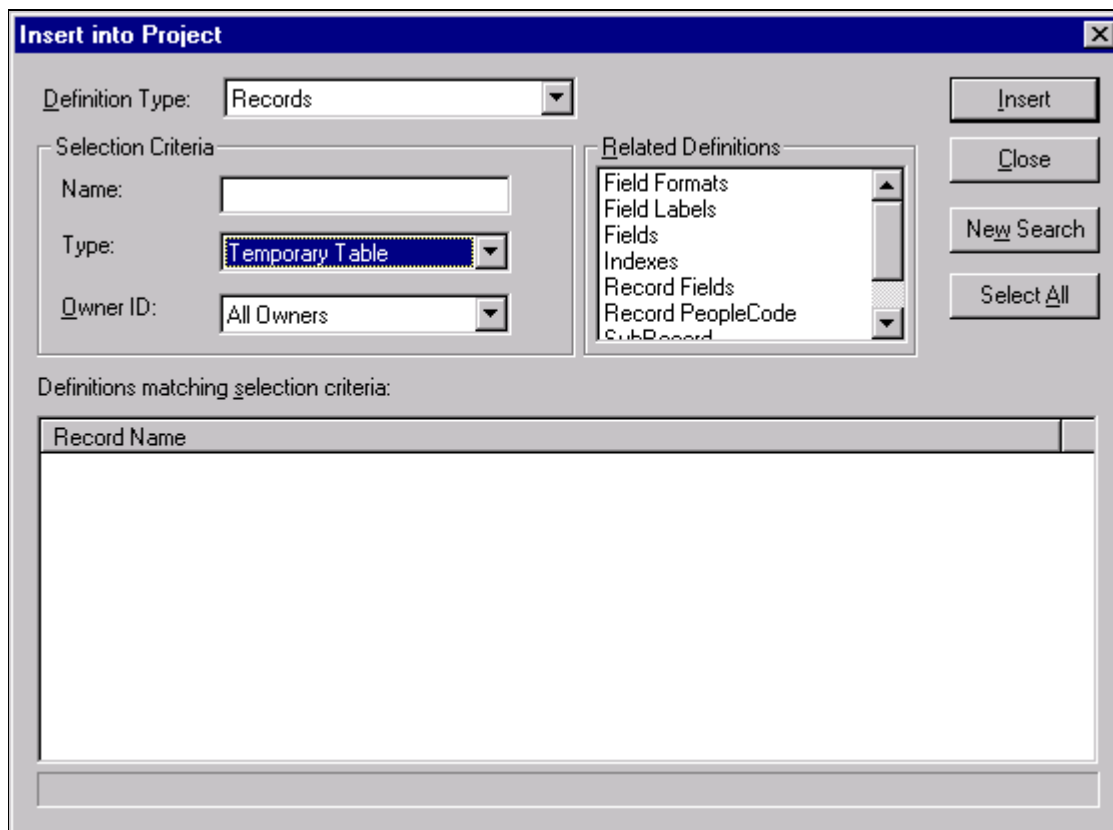 Insert into Project
Definition Type: Records
Insert
Selection Criteria
Related Definitions
Close
Name:
Field Formats
Field Labels
Fields
Indexes
Record Fields
Record PeopleCode
SubRecord
New Search
Type: Temporary Table
Select All
Owner ID: All Owners
Definitions matching selection criteria:
Record Name